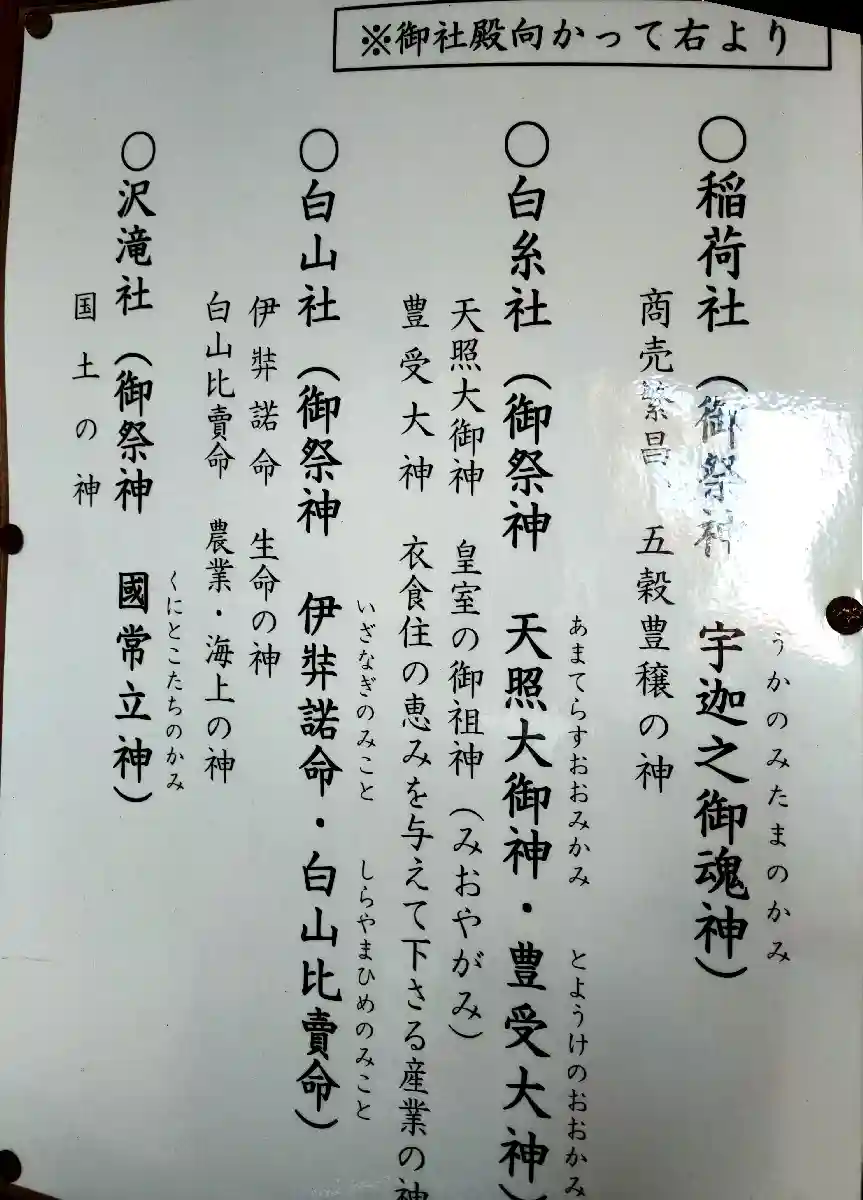 ※御社殿向かって右より
〇稲荷社（御祭神　宇迦之御魂神）
うかのみたまのかみ
商売繁昌、五穀豊穣の神
〇白糸社（御祭神　天照大御神・豊受大神）
あまてらすおおみかみ　とようけのおおかみ
天照大御神　皇室の御祖神（みおやがみ）
豊受大神　衣食住の恵みを与えて下さる産業の神
〇白山社（御祭神　伊弉諾命・白山比賣命）
いざなぎのみこと　しらやまひめのみこと
伊弉諾命　生命の神
白山比賣命　農業・海上の神
〇沢滝社（御祭神　國常立神）
くにとこたちのかみ
国土の神